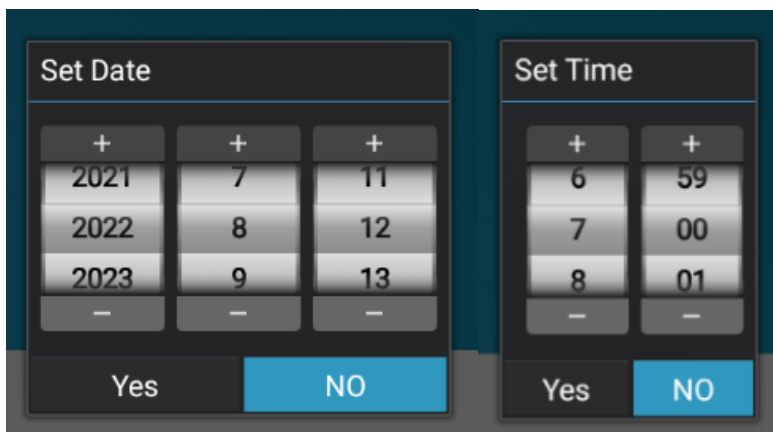 Set Date
+ + +
2021 7 11
2022 8 12
2023 9 13
− − −
Yes NO
Set Time
+ +
6 59
7 00
8 01
− −
Yes NO